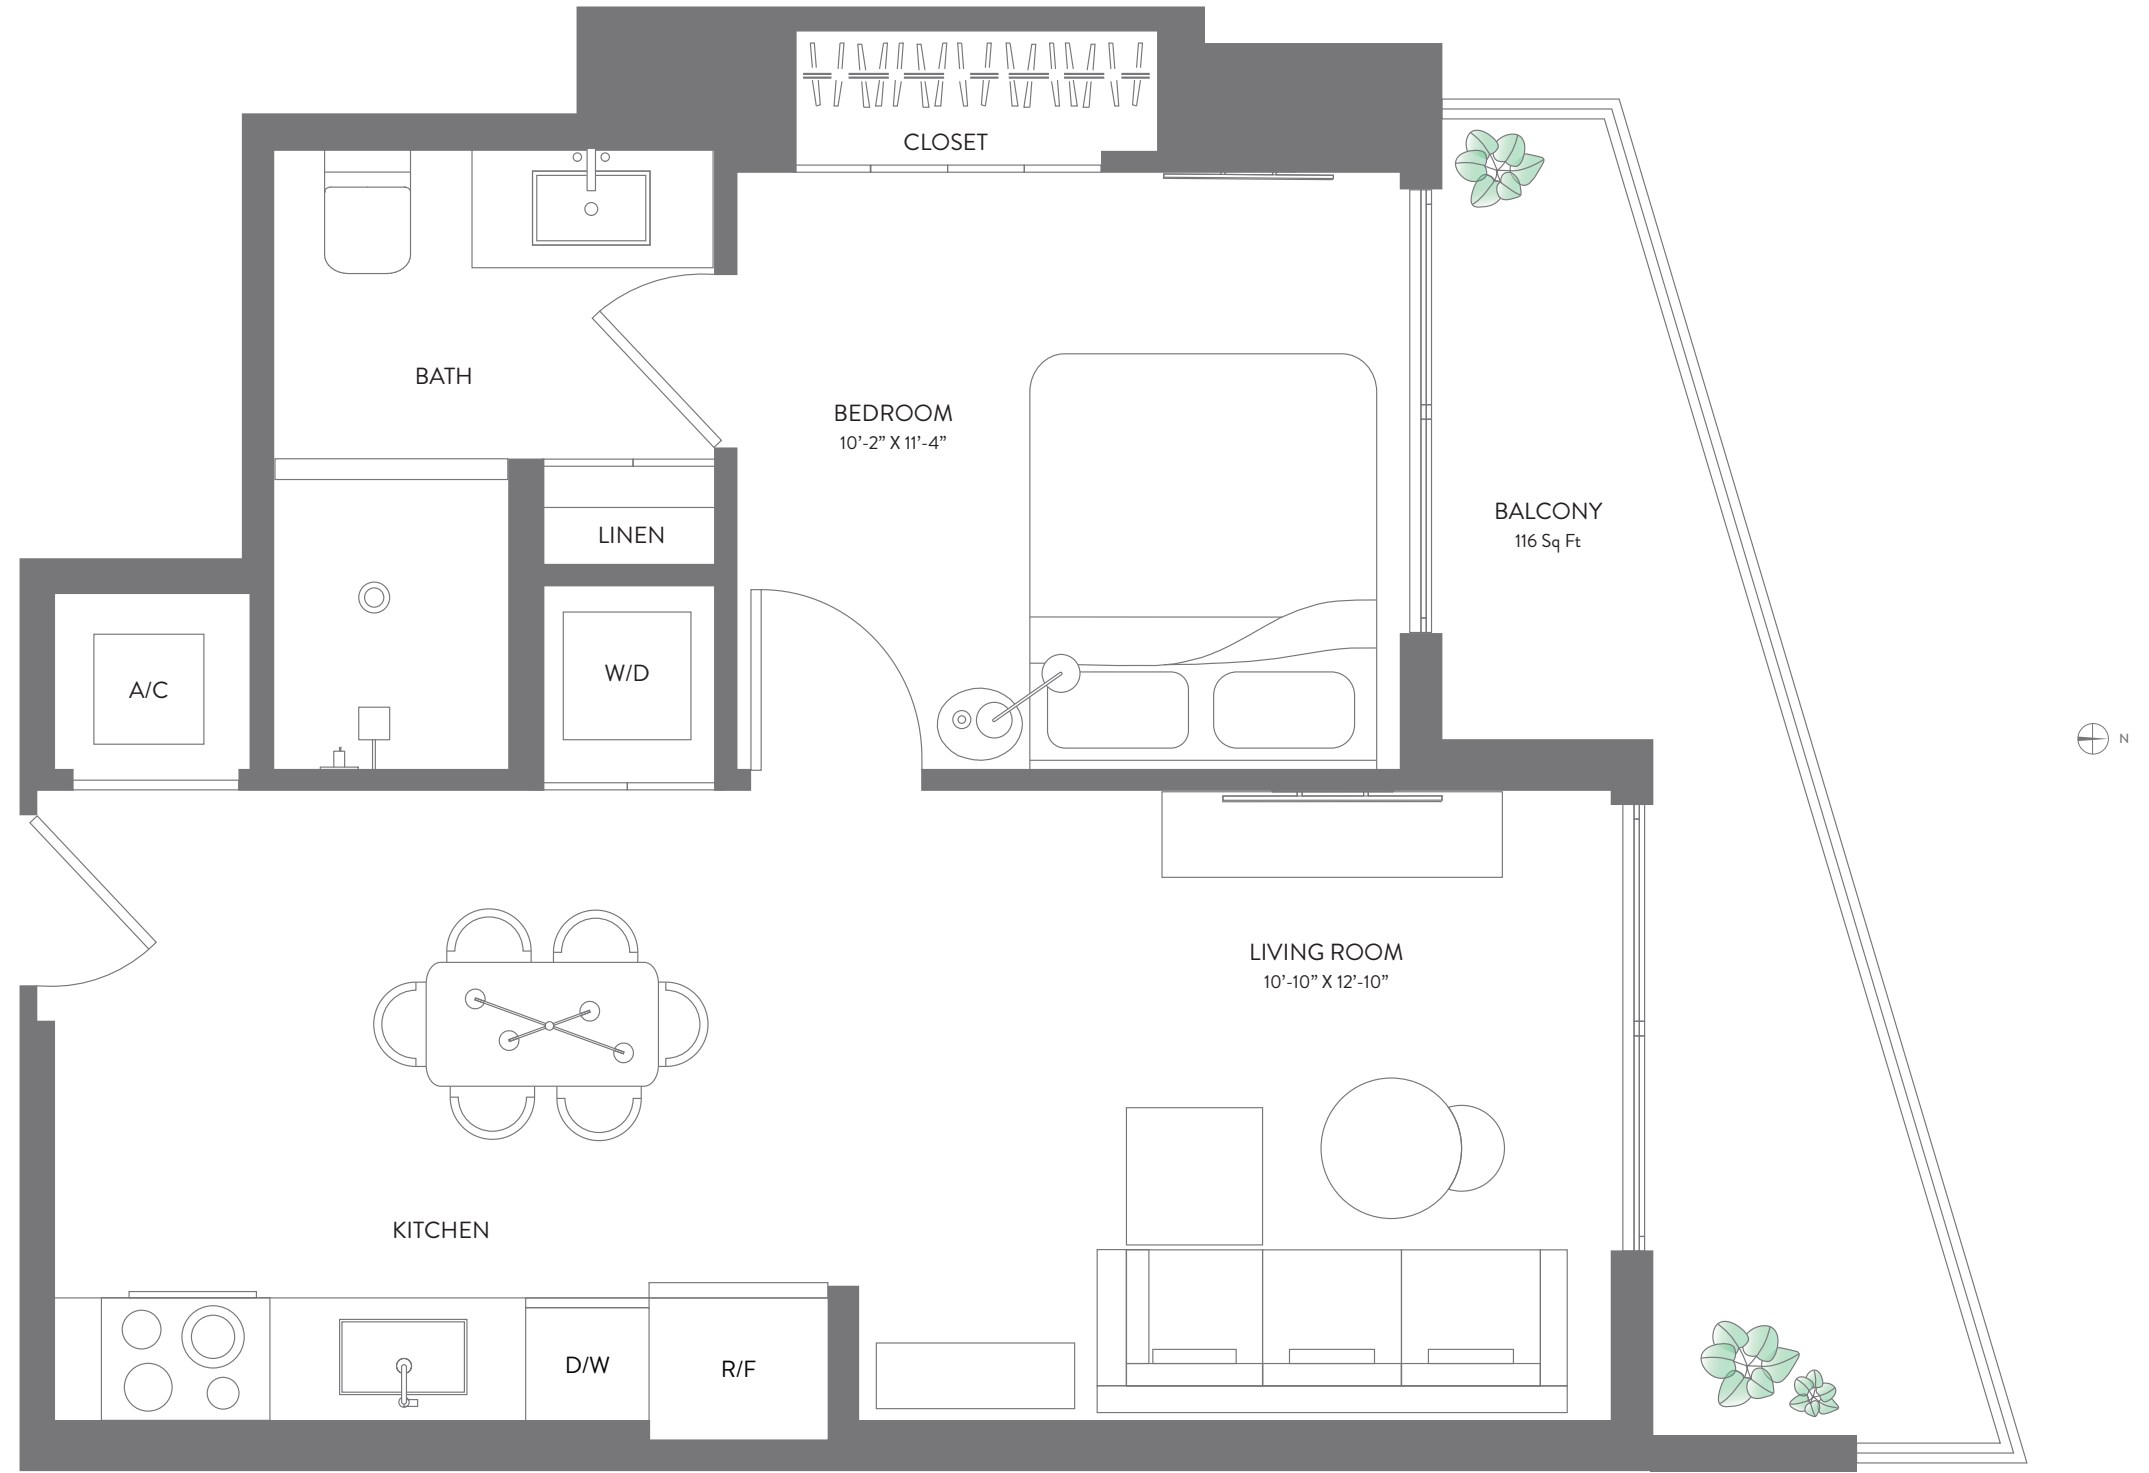 CLOSET
BATH
BEDROOM
10’-2” X 11’-4”
BALCONY
116 Sq Ft
LINEN
W/D
A/C
N
LIVING ROOM
10’-10” X 12’-10”
KITCHEN
D/W
R/F